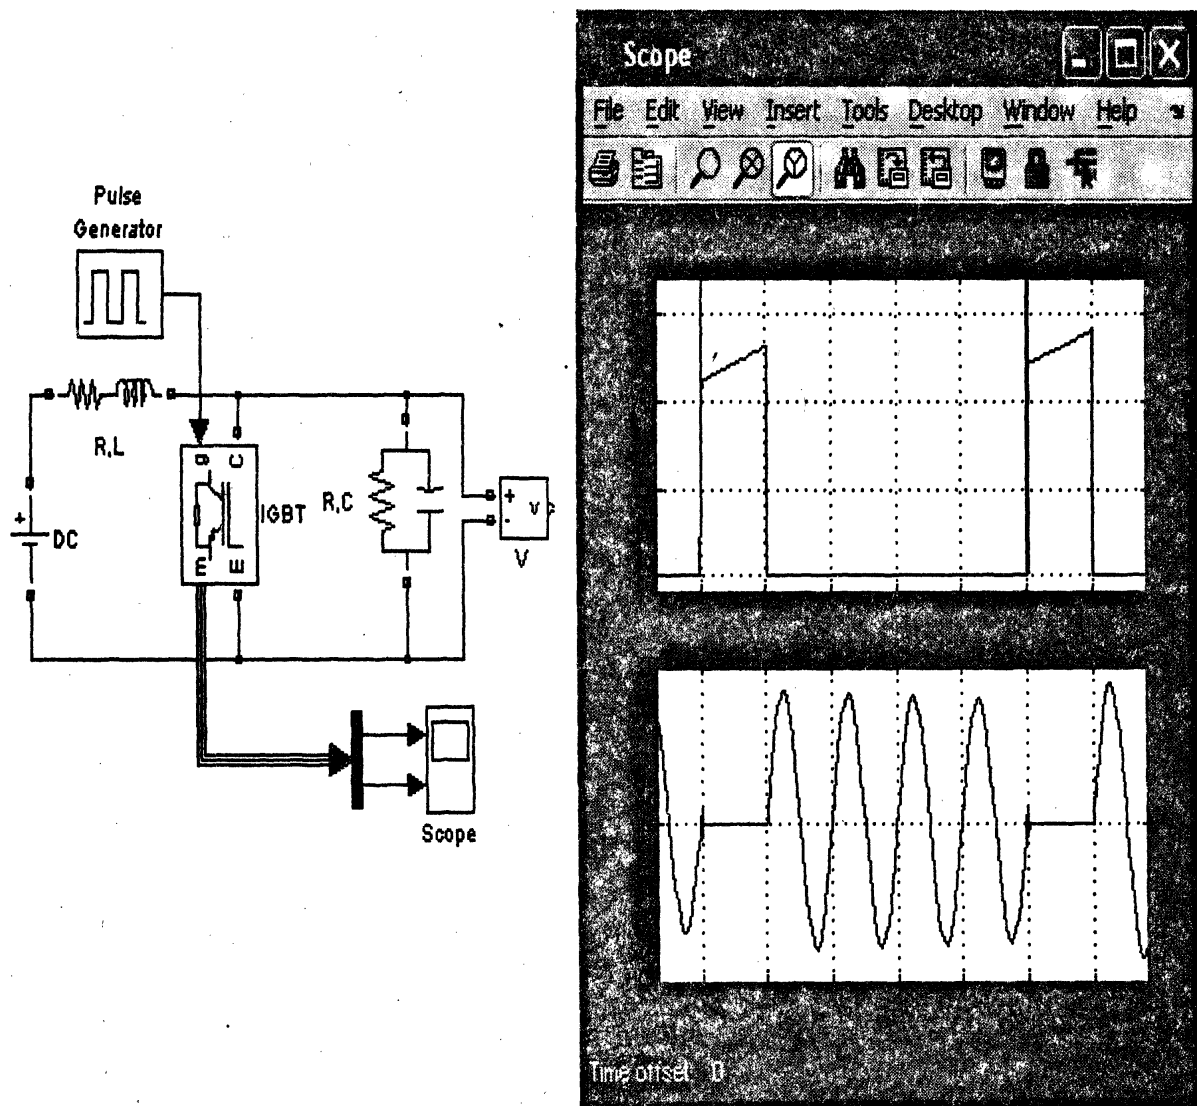 Pulse
Generator
R,L
g C
m E
IGBT
+
DC
R,C
+
-
v
V
Scope
Scope
File Edit View Insert Tools Desktop Window Help
Time offset: 0